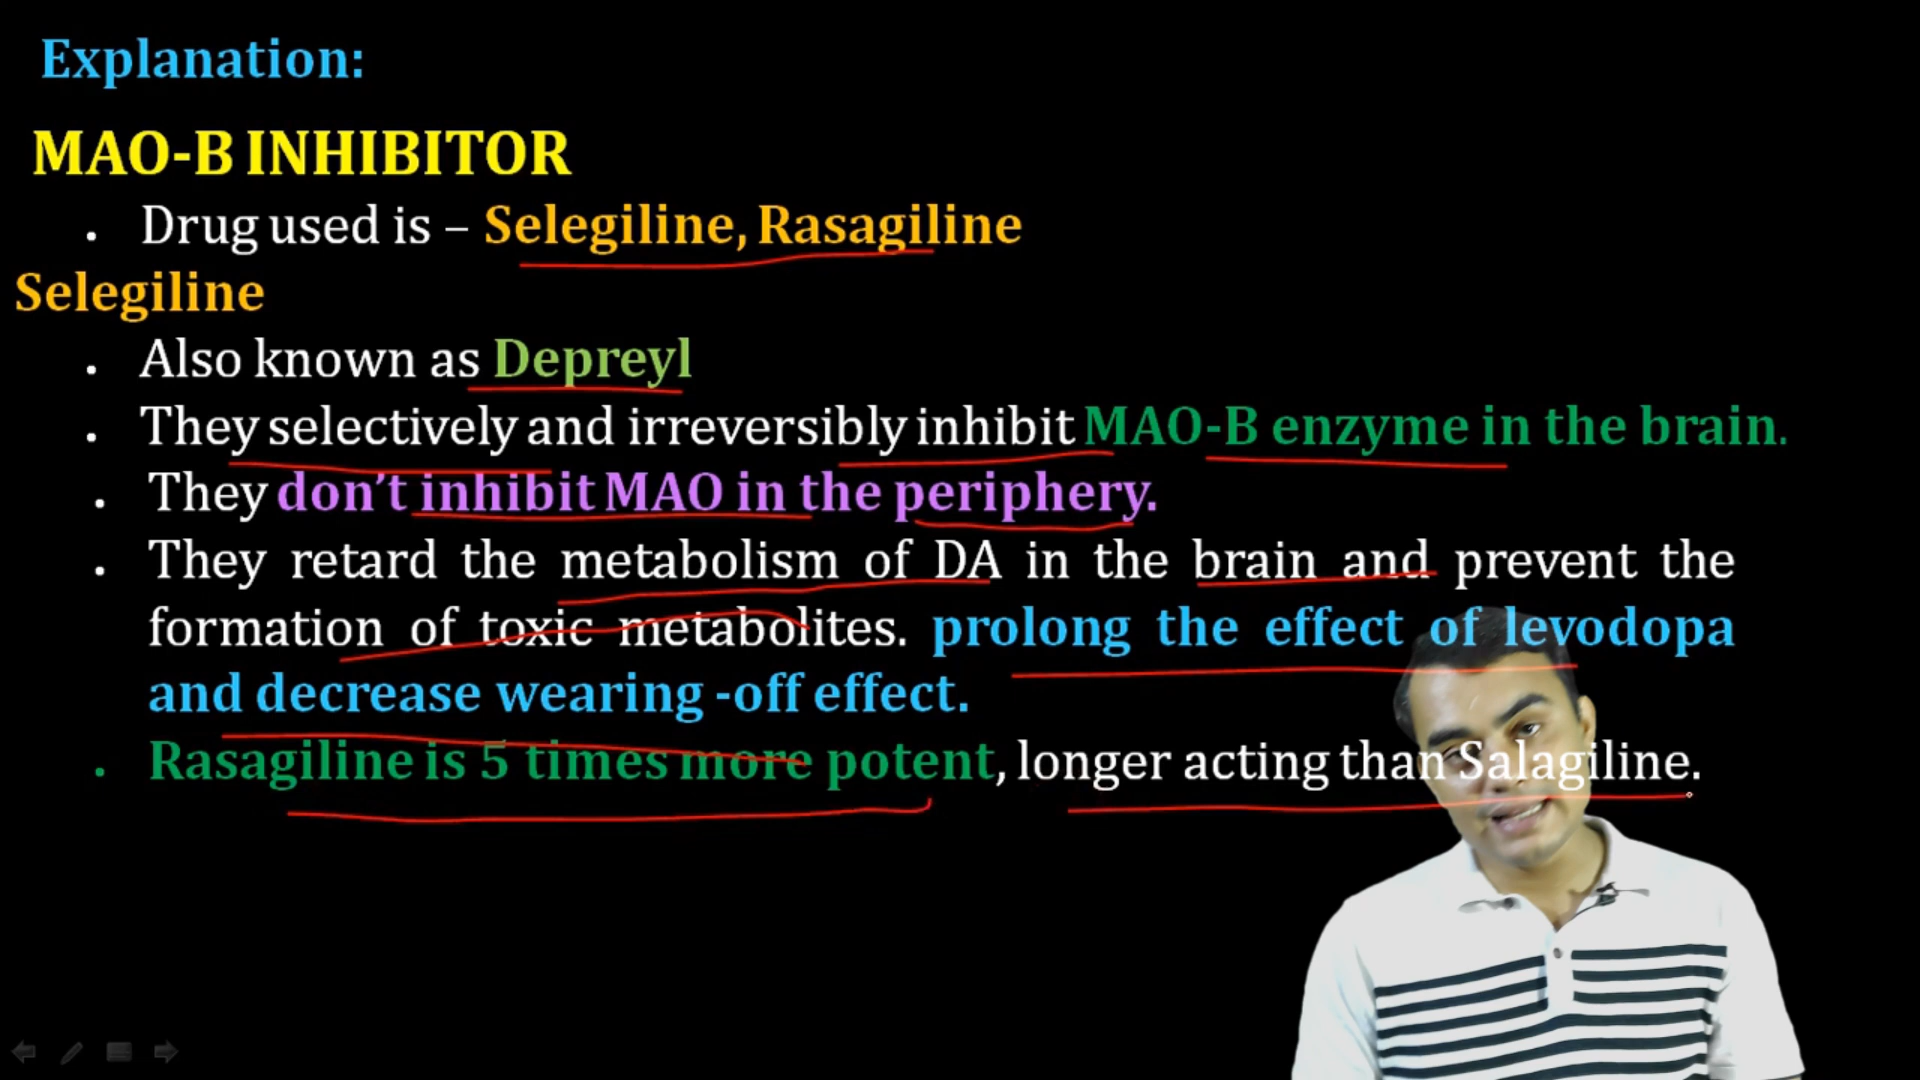 Explanation:
MAO-B INHIBITOR
• Drug used is – Selegiline, Rasagiline
Selegiline
• Also known as Depreyl
• They selectively and irreversibly inhibit MAO-B enzyme in the brain.
• They don’t inhibit MAO in the periphery.
• They retard the metabolism of DA in the brain and prevent the
formation of toxic metabolites. prolong the effect of levodopa
and decrease wearing -off effect.
• Rasagiline is 5 times more potent, longer acting than Salagiline.